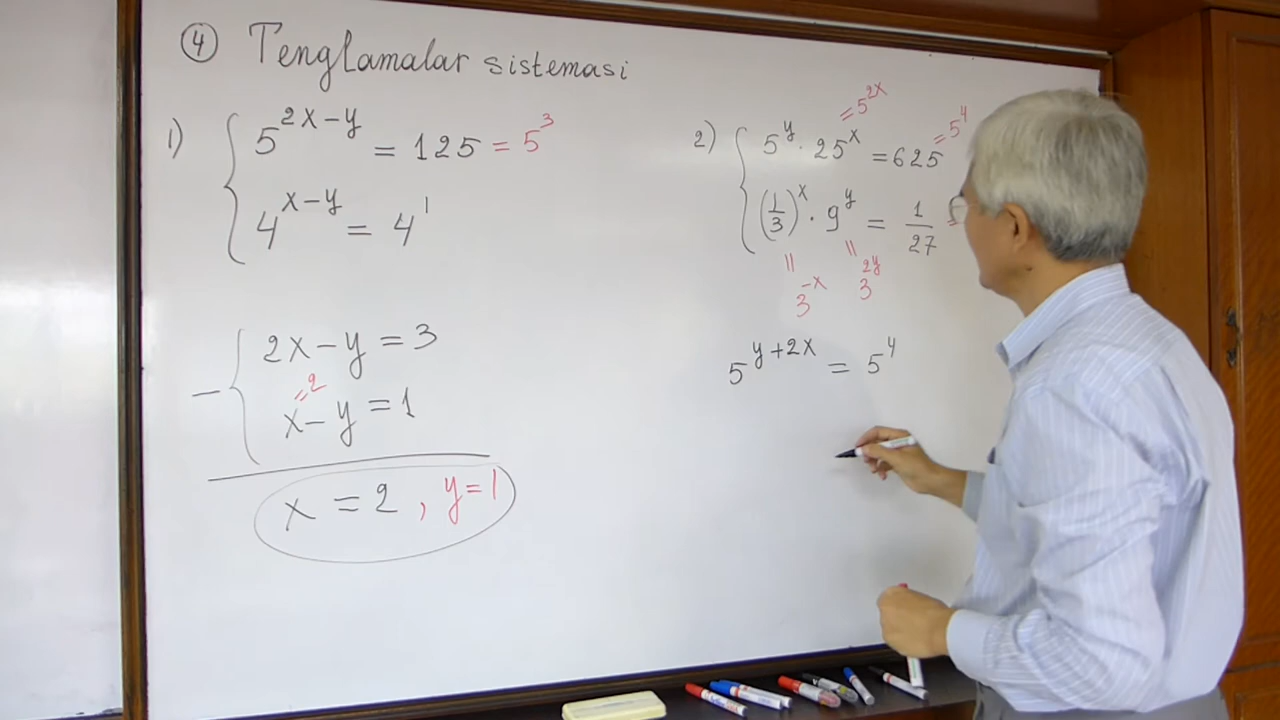 ④ Tenglamalar sistemasi
1) { 5^{2x-y} = 125 = 5^3
4^{x-y} = 4^1
{ 2x-y = 3
x-y = 1
=2
x = 2, y=1
2) { 5^y · 25^x = 625
=5^{2x}
=5^4
(1/3)^x · 9^y = 1/27 =
= 3^{-x}
= 3^{2y}
5^{y+2x} = 5^4